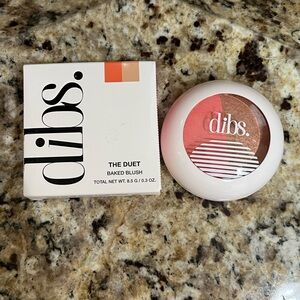 dibs.
THE DUET
BAKED BLUSH
TOTAL NET WT. 8.5 G / 0.3 OZ.
dibs.